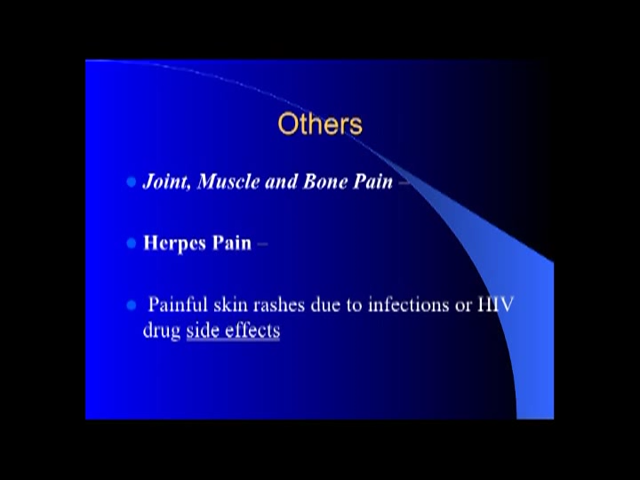 Others
Joint, Muscle and Bone Pain –
Herpes Pain –
Painful skin rashes due to infections or HIV
drug side effects